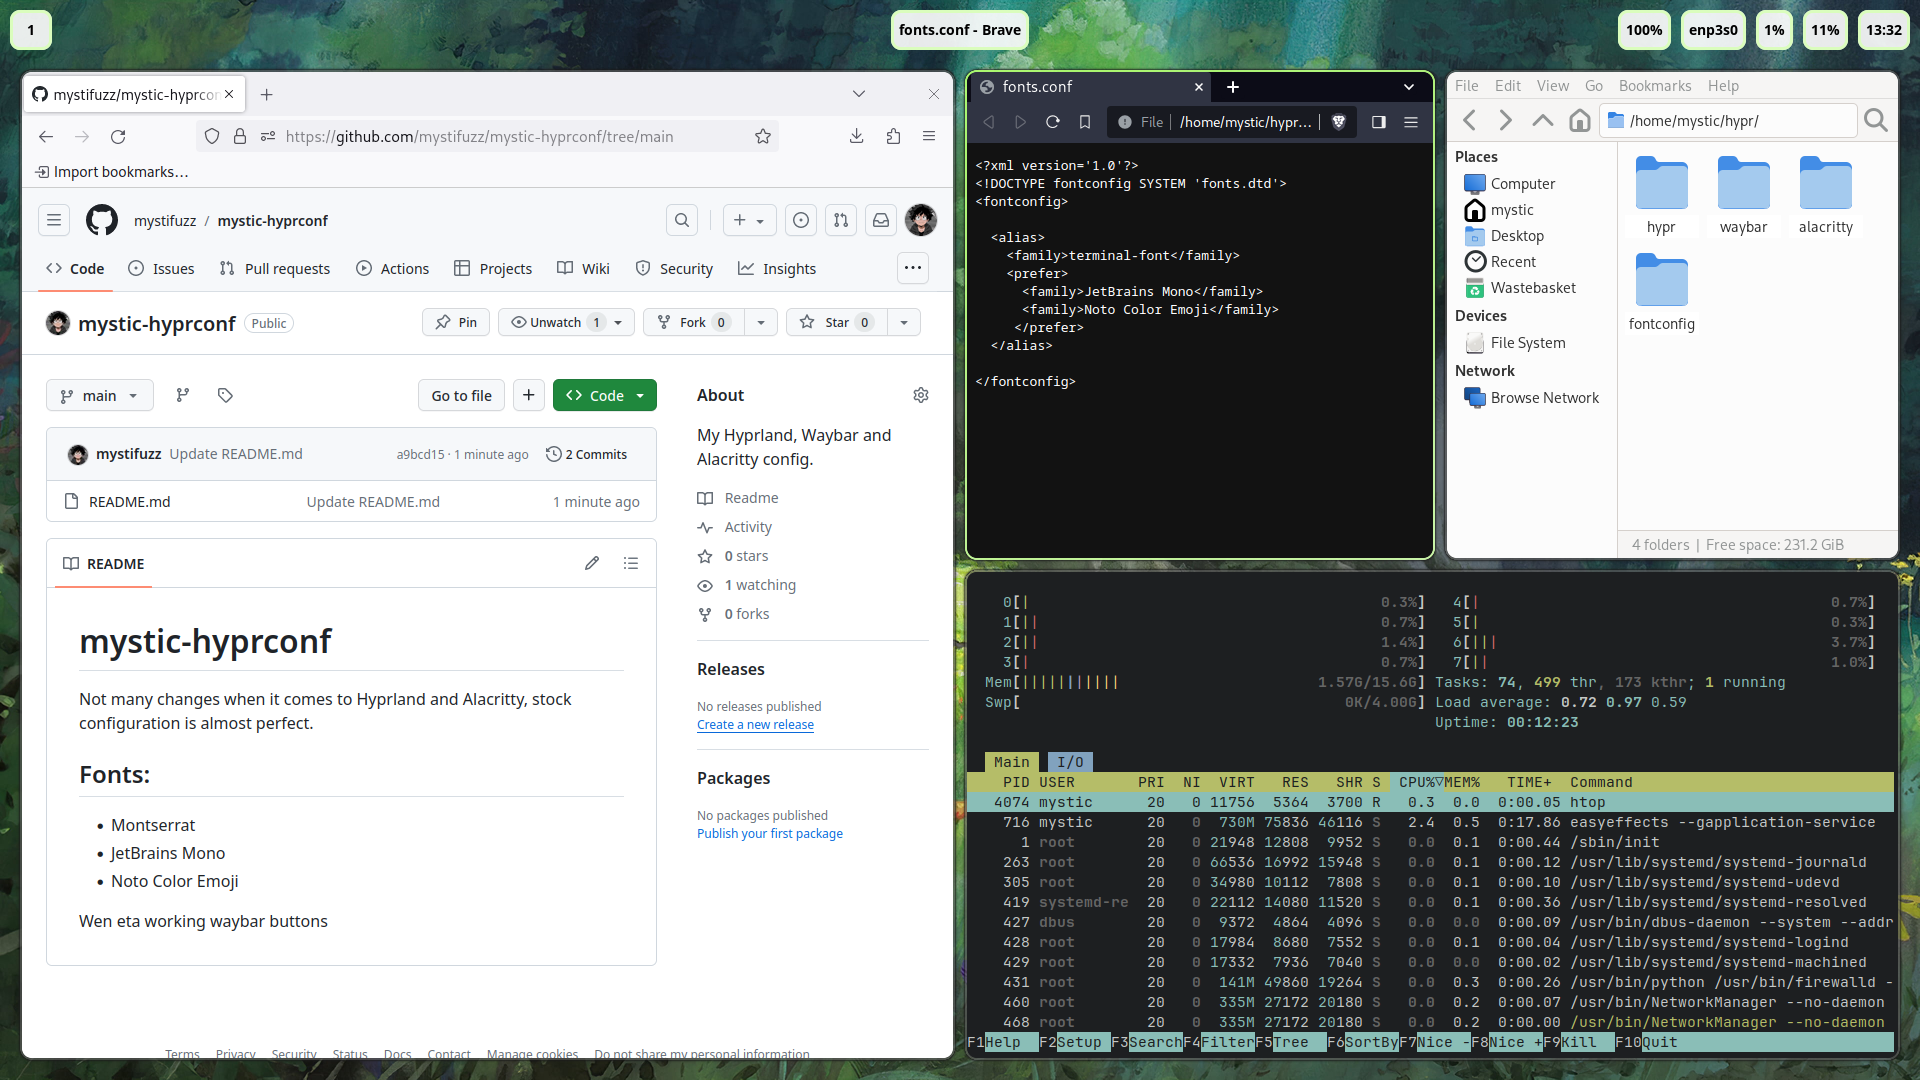 1
fonts.conf - Brave
100% enp3s0 1% 11% 13:32
mystifuzz/mystic-hyprcon
https://github.com/mystifuzz/mystic-hyprconf/tree/main
Import bookmarks…
mystifuzz / mystic-hyprconf
Code Issues Pull requests Actions Projects Wiki Security Insights
mystic-hyprconf Public Pin Unwatch 1 Fork 0 Star 0
main Go to file Code
mystifuzz Update README.md a9bcd15 · 1 minute ago 2 Commits
README.md Update README.md 1 minute ago
README
mystic-hyprconf
Not many changes when it comes to Hyprland and Alacritty, stock
configuration is almost perfect.
Fonts:
Montserrat
JetBrains Mono
Noto Color Emoji
Wen eta working waybar buttons
About
My Hyprland, Waybar and
Alacritty config.
Readme
Activity
0 stars
1 watching
0 forks
Releases
No releases published
Create a new release
Packages
No packages published
Publish your first package
Terms Privacy Security Status Docs Contact Manage cookies Do not share my personal information
fonts.conf
File /home/mystic/hypr...
<?xml version='1.0'?>
<!DOCTYPE fontconfig SYSTEM 'fonts.dtd'>
<fontconfig>
<alias>
<family>terminal-font</family>
<prefer>
<family>JetBrains Mono</family>
<family>Noto Color Emoji</family>
</prefer>
</alias>
</fontconfig>
File Edit View Go Bookmarks Help
/home/mystic/hypr/
Places
Computer
mystic
Desktop
Recent
Wastebasket
Devices
File System
Network
Browse Network
hypr waybar alacritty
fontconfig
4 folders | Free space: 231.2 GiB
0[| 0.3%] 4[| 0.7%]
1[|| 0.7%] 5[| 0.3%]
2[|| 1.4%] 6[||| 3.7%]
3[| 0.7%] 7[|| 1.0%]
Mem[||||||||||| 1.57G/15.6G] Tasks: 74, 499 thr, 173 kthr; 1 running
Swp[ 0K/4.00G] Load average: 0.72 0.97 0.59
Uptime: 00:12:23
Main I/O
PID USER PRI NI VIRT RES SHR S CPU%▽MEM% TIME+ Command
4074 mystic 20 0 11756 5364 3700 R 0.3 0.0 0:00.05 htop
716 mystic 20 0 730M 75836 46116 S 2.4 0.5 0:17.86 easyeffects --gapplication-service
1 root 20 0 21948 12808 9952 S 0.0 0.1 0:00.44 /sbin/init
263 root 20 0 66536 16992 15948 S 0.0 0.1 0:00.12 /usr/lib/systemd/systemd-journald
305 root 20 0 34980 10112 7808 S 0.0 0.1 0:00.10 /usr/lib/systemd/systemd-udevd
419 systemd-re 20 0 22112 14080 11520 S 0.0 0.1 0:00.36 /usr/lib/systemd/systemd-resolved
427 dbus 20 0 9372 4864 4096 S 0.0 0.0 0:00.09 /usr/bin/dbus-daemon --system --addr
428 root 20 0 17984 8680 7552 S 0.0 0.1 0:00.04 /usr/lib/systemd/systemd-logind
429 root 20 0 17332 7936 7040 S 0.0 0.0 0:00.02 /usr/lib/systemd/systemd-machined
431 root 20 0 141M 49860 19264 S 0.0 0.3 0:00.26 /usr/bin/python /usr/bin/firewalld -
460 root 20 0 335M 27172 20180 S 0.0 0.2 0:00.07 /usr/bin/NetworkManager --no-daemon
468 root 20 0 335M 27172 20180 S 0.0 0.2 0:00.00 /usr/bin/NetworkManager --no-daemon
F1Help F2Setup F3SearchF4FilterF5Tree F6SortByF7Nice -F8Nice +F9Kill F10Quit